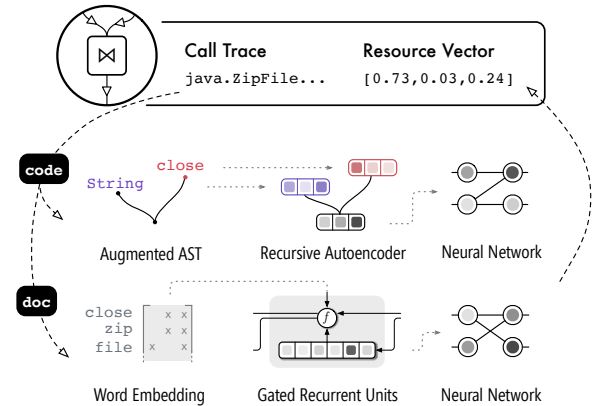 ⋈
Call Trace Resource Vector
java.ZipFile... [0.73,0.03,0.24]
code
close
String
Augmented AST Recursive Autoencoder Neural Network
doc
close x x
zip x x
file x x
f
Word Embedding Gated Recurrent Units Neural Network